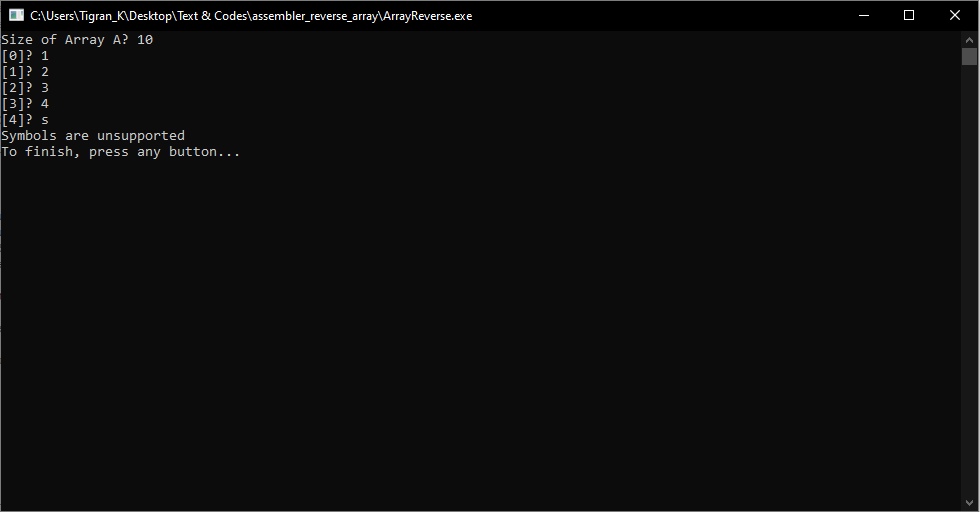 C:\Users\Tigran_K\Desktop\Text & Codes\assembler_reverse_array\ArrayReverse.exe
Size of Array A? 10
[0]? 1
[1]? 2
[2]? 3
[3]? 4
[4]? s
Symbols are unsupported
To finish, press any button...